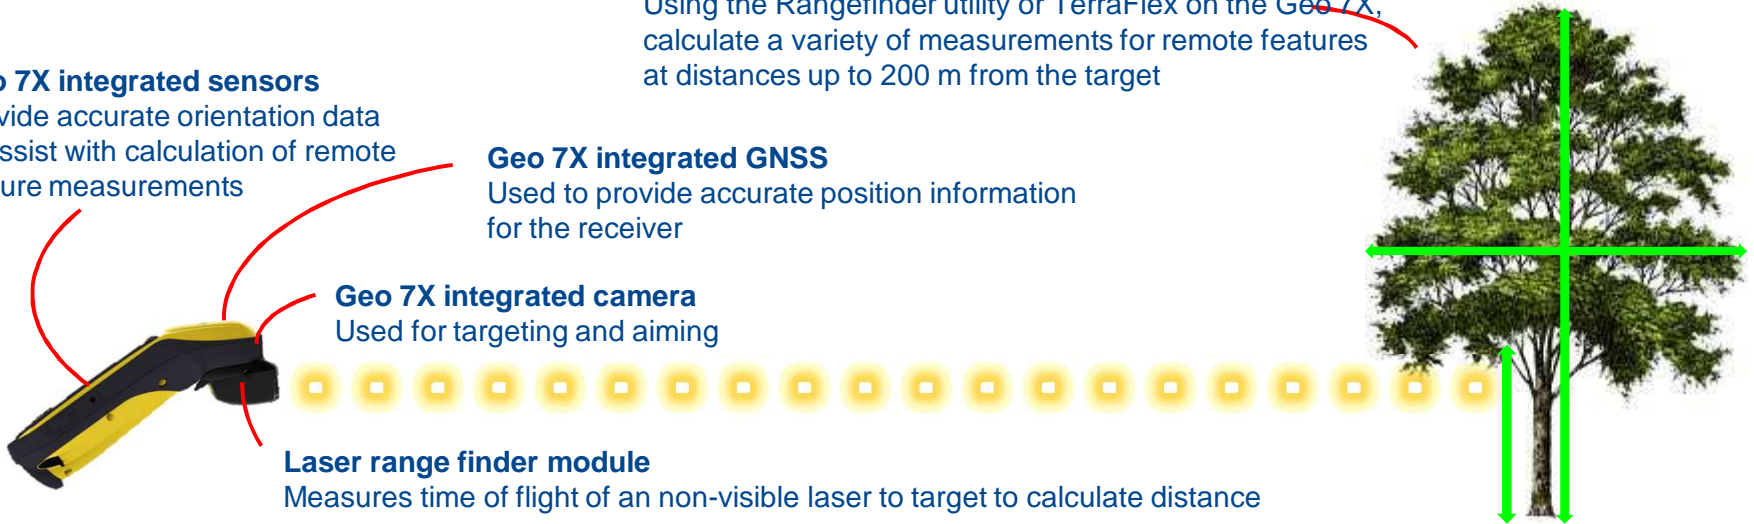 Using the Rangefinder utility or TerraFlex on the Geo 7X,
calculate a variety of measurements for remote features
at distances up to 200 m from the target
7X integrated sensors
accurate orientation data
with calculation of remote
measurements
Geo 7X integrated GNSS
Used to provide accurate position information
for the receiver
Geo 7X integrated camera
Used for targeting and aiming
Laser range finder module
Measures time of flight of an non-visible laser to target to calculate distance